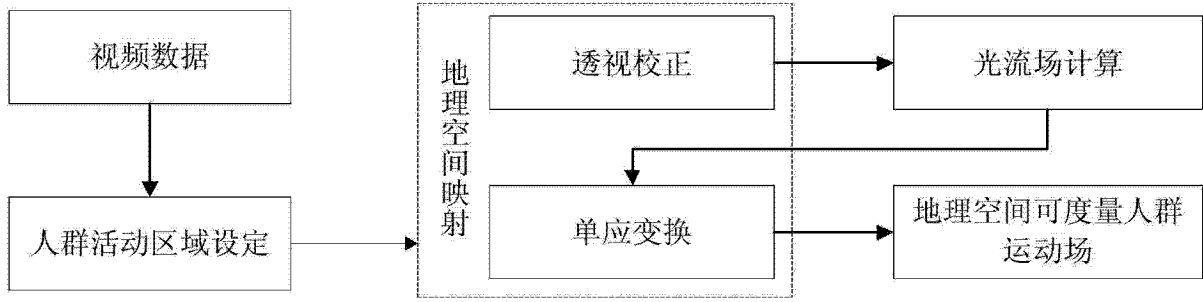 视频数据
人群活动区域设定
地理空间映射
透视校正
光流场计算
单应变换
地理空间可度量人群
运动场